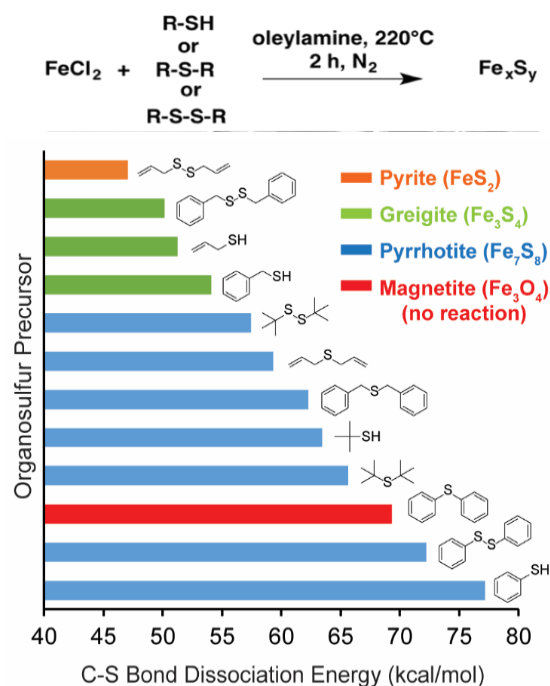 R-SH
or
FeCl2 + R-S-R
or
R-S-S-R
oleylamine, 220°C
2 h, N2
FexSy
Organosulfur Precursor
Pyrite (FeS2)
Greigite (Fe3S4)
Pyrrhotite (Fe7S8)
Magnetite (Fe3O4)
(no reaction)
S S
S S
SH
SH
S S
S
S
SH
S
S
S S
SH
40 45 50 55 60 65 70 75 80
C-S Bond Dissociation Energy (kcal/mol)